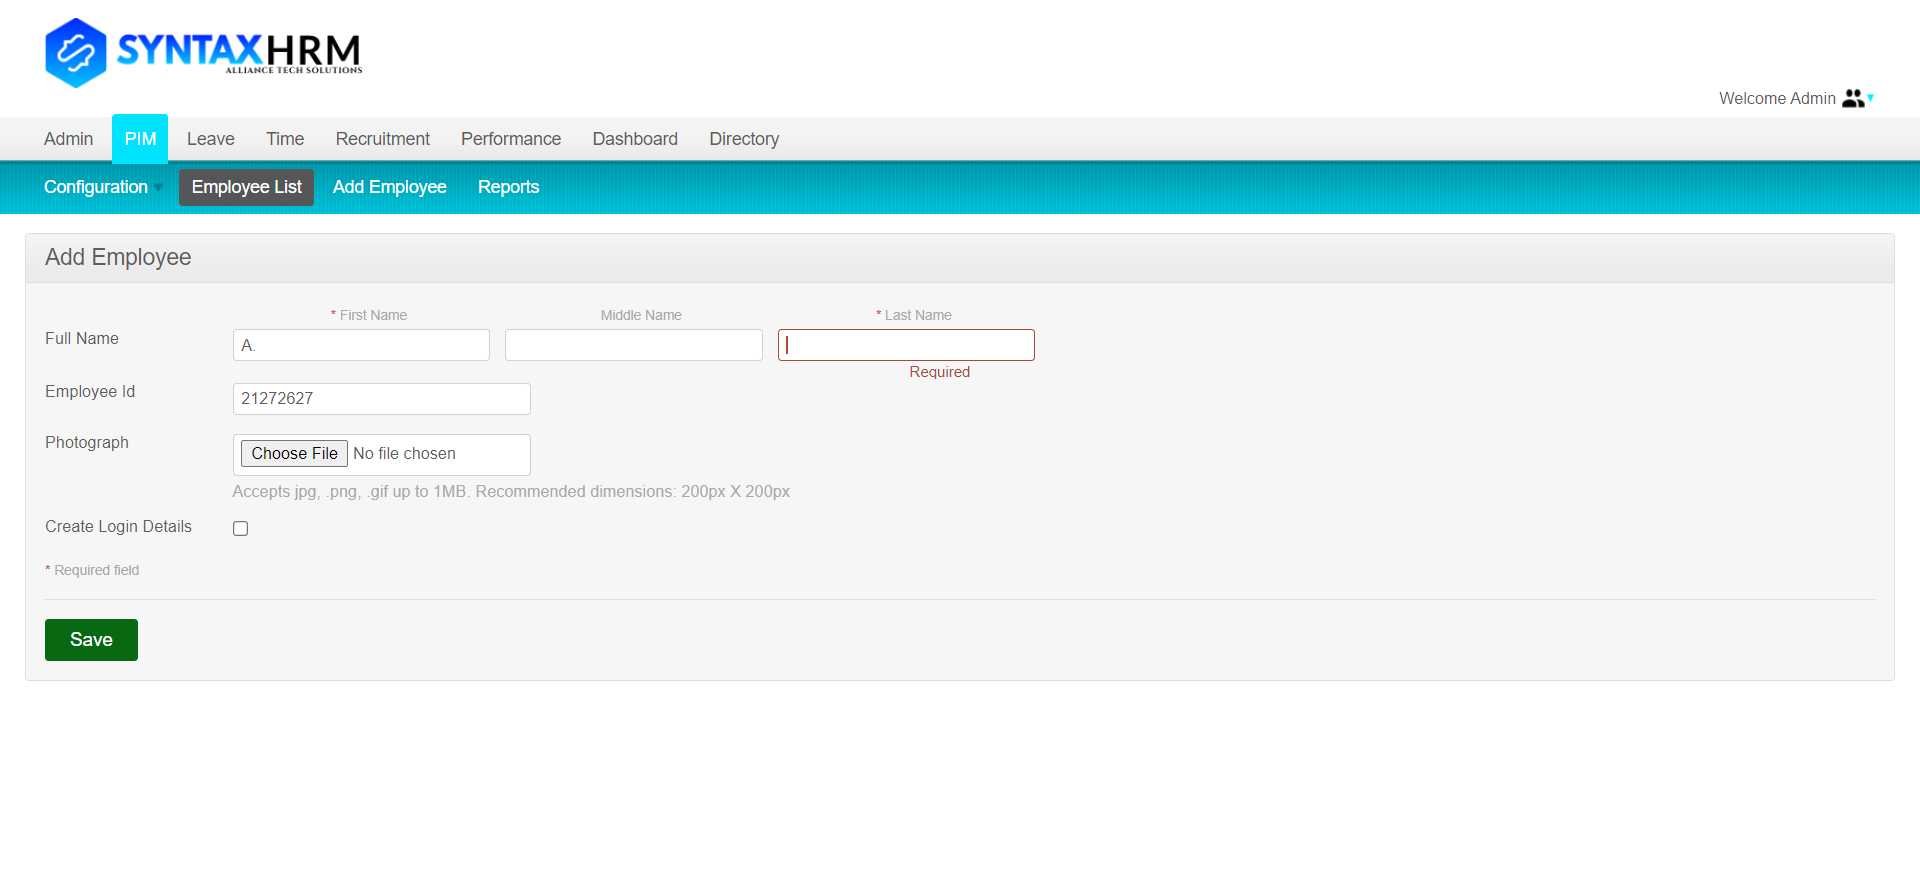 SYNTAXHRM
ALLIANCE TECH SOLUTIONS
Welcome Admin
Admin PIM Leave Time Recruitment Performance Dashboard Directory
Configuration Employee List Add Employee Reports
Add Employee
* First Name Middle Name * Last Name
Full Name A.
Required
Employee Id 21272627
Photograph Choose File No file chosen
Accepts jpg, .png, .gif up to 1MB. Recommended dimensions: 200px X 200px
Create Login Details
* Required field
Save